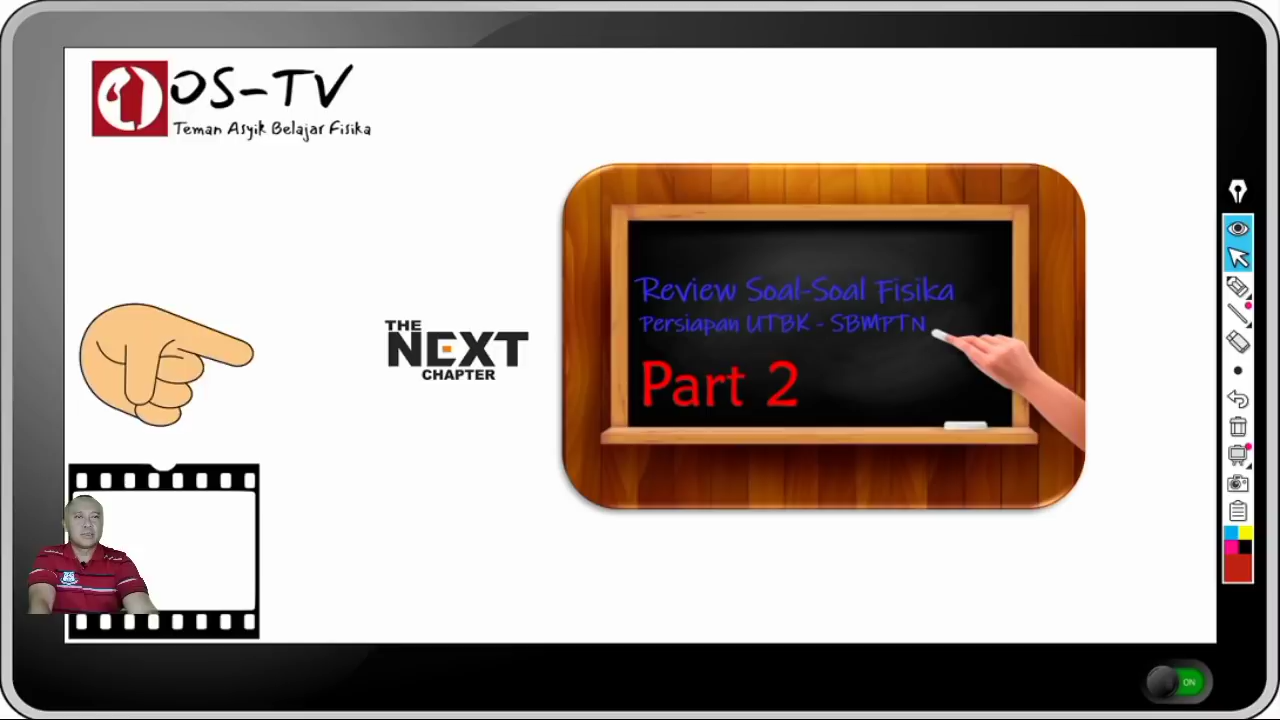 OS-TV
Teman Asyik Belajar Fisika
THE
NEXT
CHAPTER
Review Soal-Soal Fisika
Persiapan UTBK - SBMPTN
Part 2
ON